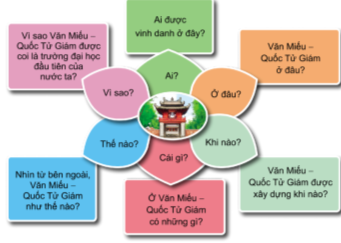 Ai được
vinh danh ở đây?
Vì sao Văn Miếu –
Quốc Tử Giám được
coi là trường đại học
đầu tiên của
nước ta?
Văn Miếu –
Quốc Tử Giám
ở đâu?
Ai?
Vì sao?
Ở đâu?
Thế nào?
Khi nào?
Cái gì?
Nhìn từ bên ngoài,
Văn Miếu –
Quốc Tử Giám
như thế nào?
Ở Văn Miếu –
Quốc Tử Giám
có những gì?
Văn Miếu –
Quốc Tử Giám được
xây dựng khi nào?